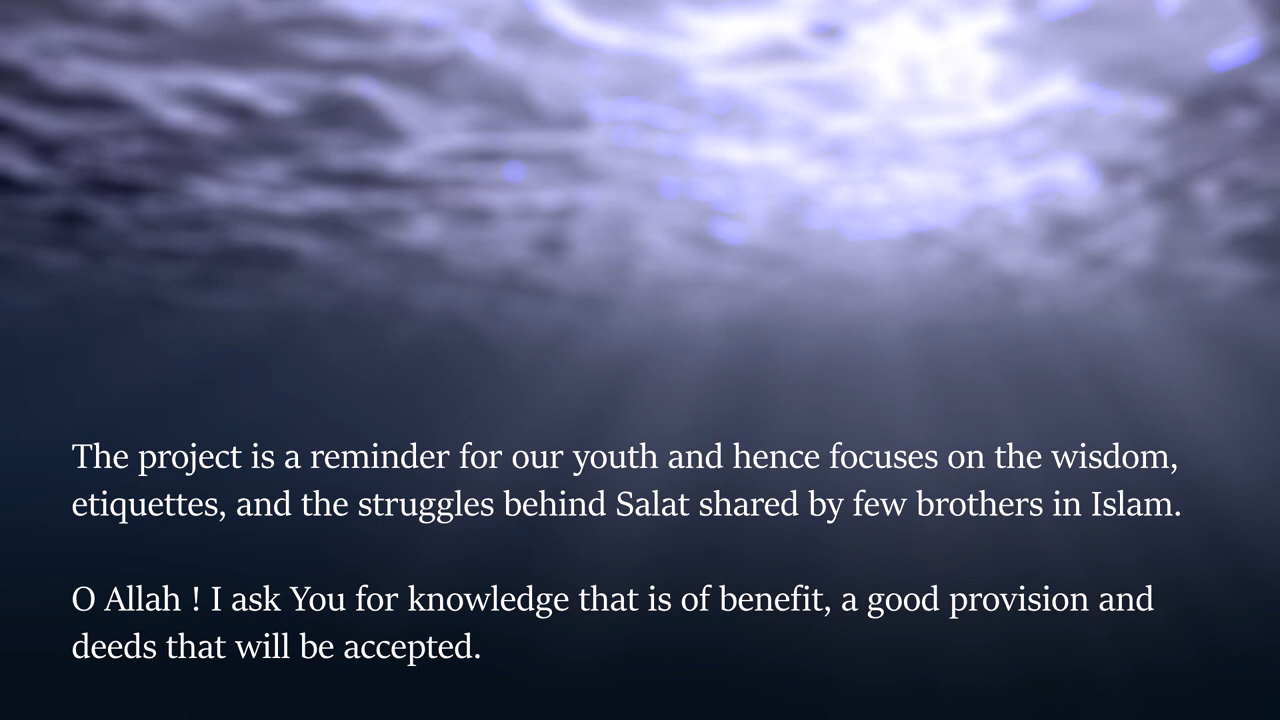 The project is a reminder for our youth and hence focuses on the wisdom,
etiquettes, and the struggles behind Salat shared by few brothers in Islam.
O Allah ! I ask You for knowledge that is of benefit, a good provision and
deeds that will be accepted.